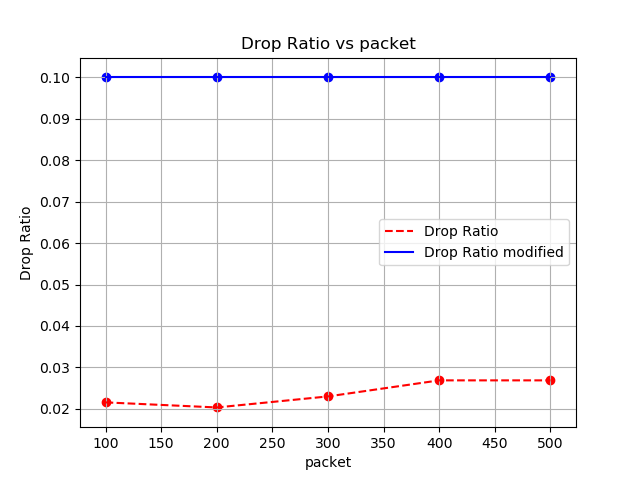 Drop Ratio vs packet
0.10
0.09
0.08
0.07
0.06
0.05
0.04
0.03
0.02
Drop Ratio
Drop Ratio
Drop Ratio modified
100 150 200 250 300 350 400 450 500
packet